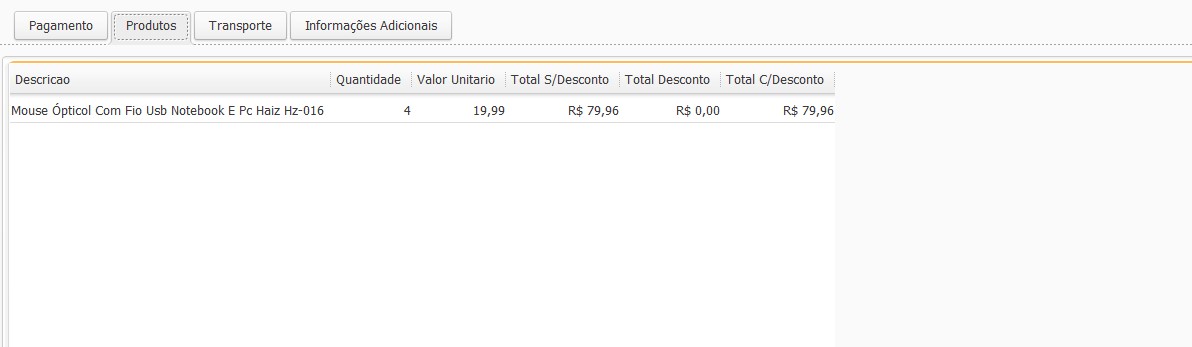 Pagamento Produtos Transporte Informações Adicionais
Descricao Quantidade Valor Unitario Total S/Desconto Total Desconto Total C/Desconto
Mouse Ópticol Com Fio Usb Notebook E Pc Haiz Hz-016 4 19,99 R$ 79,96 R$ 0,00 R$ 79,96